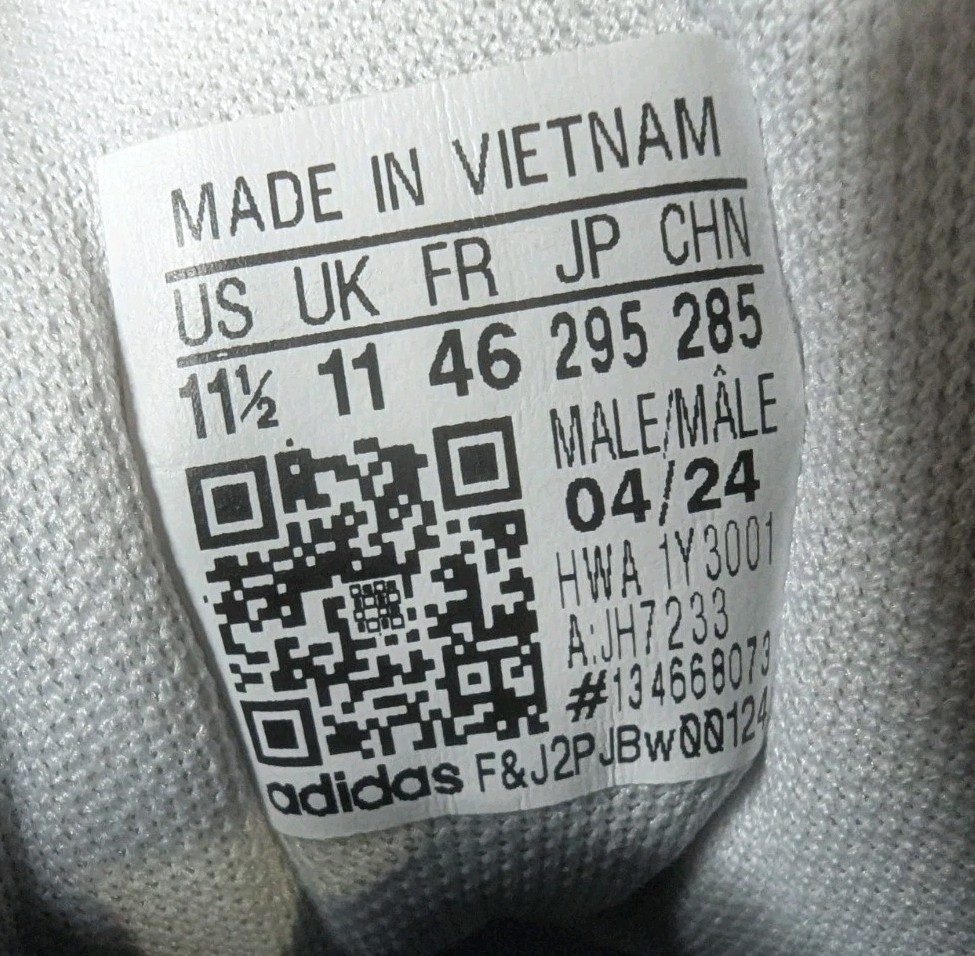 MADE IN VIETNAM
US UK FR JP CHN
11½ 11 46 295 285
MALE/MÂLE
04/24
HWA 1Y3001
A:JH7233
#134668073
adidas F&J2PJBw00124